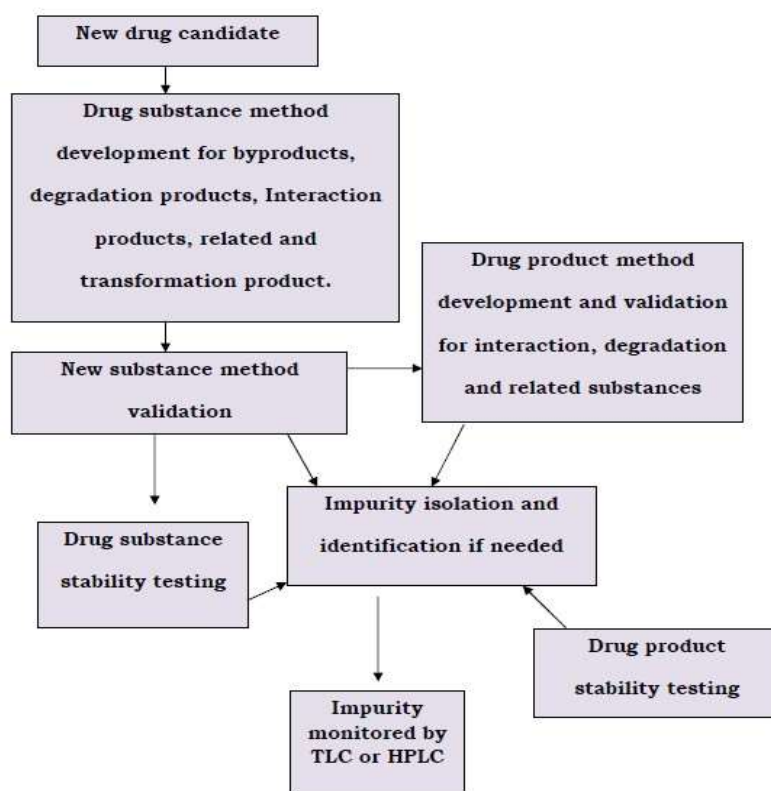 New drug candidate
Drug substance method
development for byproducts,
degradation products, Interaction
products, related and
transformation product.
Drug product method
development and validation
for interaction, degradation
and related substances
New substance method
validation
Impurity isolation and
identification if needed
Drug substance
stability testing
Drug product
stability testing
Impurity
monitored by
TLC or HPLC